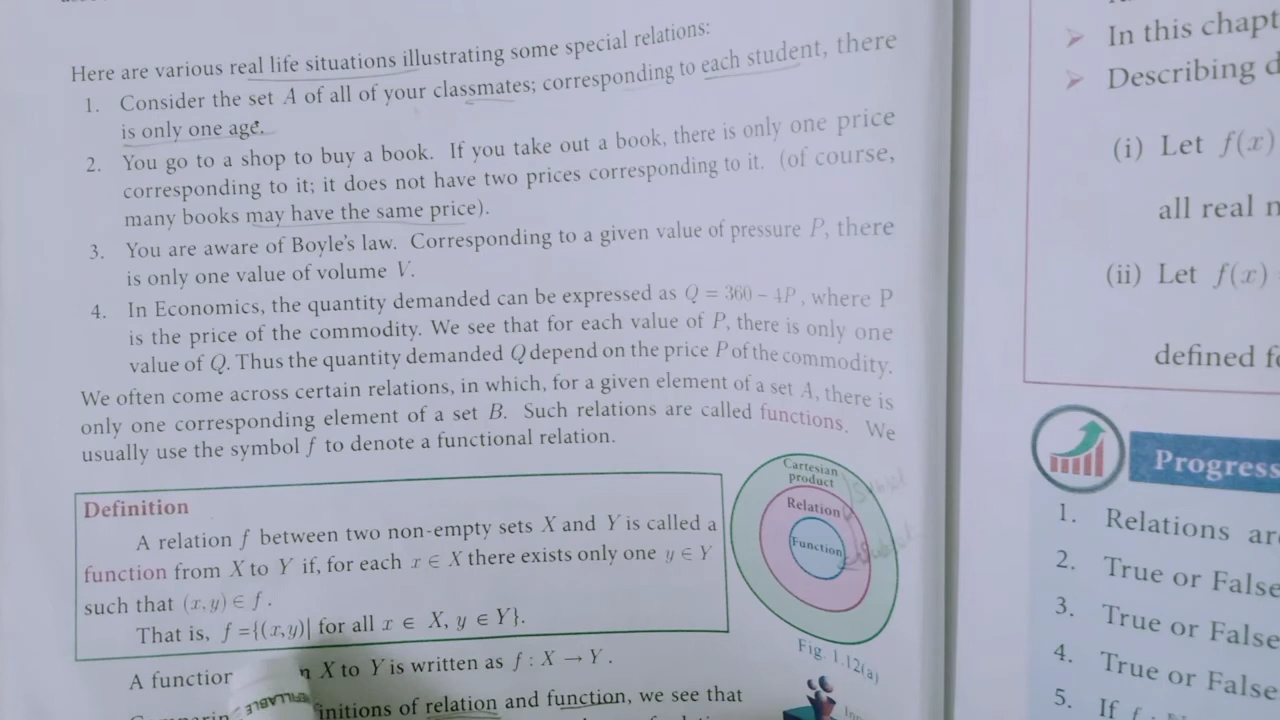 Here are various real life situations illustrating some special relations:
1. Consider the set A of all of your classmates; corresponding to each student, there
is only one age.
2. You go to a shop to buy a book. If you take out a book, there is only one price
corresponding to it; it does not have two prices corresponding to it. (of course,
many books may have the same price).
3. You are aware of Boyle's law. Corresponding to a given value of pressure P, there
is only one value of volume V.
4. In Economics, the quantity demanded can be expressed as Q = 360 – 4P, where P
is the price of the commodity. We see that for each value of P, there is only one
value of Q. Thus the quantity demanded Q depend on the price P of the commodity.
We often come across certain relations, in which, for a given element of a set A, there is
only one corresponding element of a set B. Such relations are called functions. We
usually use the symbol f to denote a functional relation.
Definition
A relation f between two non-empty sets X and Y is called a
function from X to Y if, for each x ∈ X there exists only one y ∈ Y
such that (x,y) ∈ f.
That is, f ={(x,y)| for all x ∈ X, y ∈ Y}.
Cartesian
product
Relation
Function
Fig. 1.12(a)
X to Y is written as f : X → Y.
FILLABLE
of relation and function, we see that
In this chapt
Describing d
(i) Let f(x)
all real n
(ii) Let f(x)
defined fo
Progress
1. Relations ar
2. True or False
3. True or False
4. True or False
5. If f